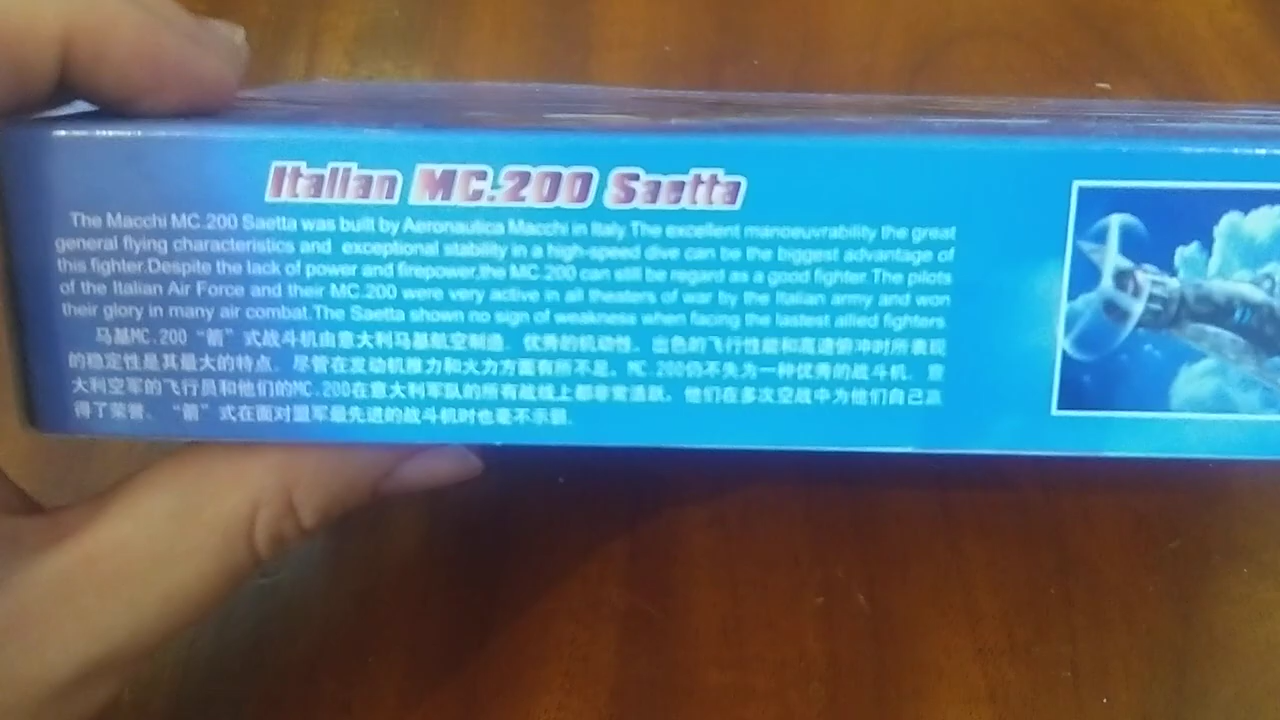 Italian MC.200 Saetta
The Macchi MC.200 Saetta was built by Aeronautica Macchi in Italy.The excellent manoeuvrability the great
general flying characteristics and exceptional stability in a high-speed dive can be the biggest advantage of
this fighter.Despite the lack of power and firepower,the MC.200 can still be regard as a good fighter.The pilots
of the Italian Air Force and their MC.200 were very active in all theaters of war by the Italian army and won
their glory in many air combat.The Saetta shown no sign of weakness when facing the lastest allied fighters
马基MC.200“箭”式战斗机由意大利马基航空制造。优秀的机动性、出色的飞行性能和高速俯冲时所表现
的稳定性是其最大的特点。尽管在发动机推力和火力方面有所不足，MC.200仍不失为一种优秀的战斗机。意
大利空军的飞行员和他们的MC.200在意大利军队的所有战线上都非常活跃，他们在多次空战中为他们自己赢
得了荣誉。“箭”式在面对盟军最先进的战斗机时也毫不示弱。